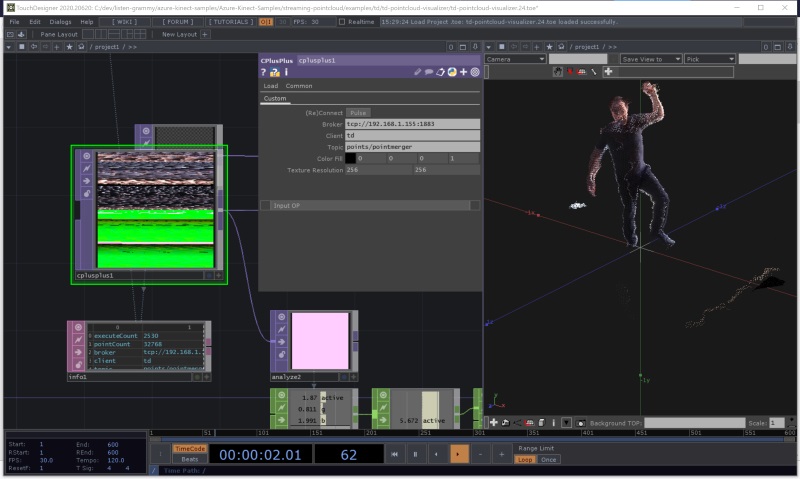 TouchDesigner 2020.20620: C:/dev/listen-grammy/azure-kinect-samples/Azure-Kinect-Samples/streaming-pointcloud/examples/td/td-pointcloud-visualizer/td-pointcloud-visualizer.24.toe*
File Edit Dialogs Help [ WIKI ] [ FORUM ] [ TUTORIALS ] OII FPS: 30 Realtime 15:29:24 Load Project .toe: td-pointcloud-visualizer.24.toe loaded successfully.
Pane Layout New Layout +
/ project1 / >>
/ project1 / >>
CPlusPlus cplusplus1
Load Common
Custom
(Re)Connect Pulse
Broker tcp://192.168.1.155:1883
Client td
Topic points/pointmerger
Color Fill 0 0 0 1
Texture Resolution 256 256
Input OP
Camera Save View to Pick
cplusplus1
0 1
0 executeCount 2530
1 pointCount 32768
2 broker tcp://192.168.1.
3 client td
info1
analyze2
1.87 active
0.811 g
1.991 b
5.672 active
Background TOP: Scale: 1
1 51 101 151 201 251 301 351 401 451 501 551 600
Start: 1 End: 600
RStart: 1 REnd: 600
FPS: 30.0 Tempo: 120.0
ResetF: 1 T Sig: 4 4
TimeCode
Beats
00:00:02.01
62
Range Limit
Loop Once
/ Time Path: /